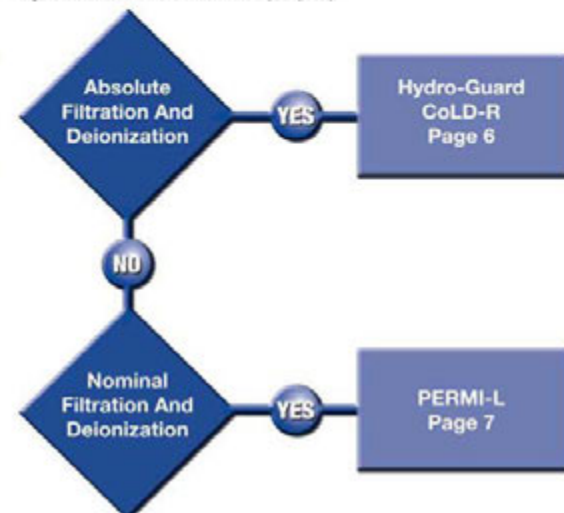 Absolute
Filtration And
Deionization
YES
Hydro-Guard
CoLD-R
Page 6
NO
Nominal
Filtration And
Deionization
YES
PERMI-L
Page 7